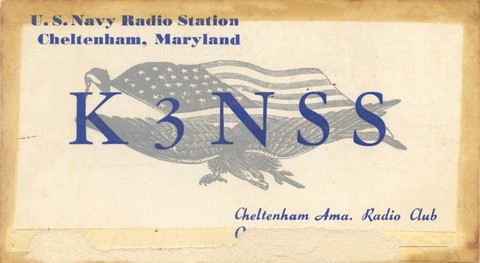 U. S. Navy Radio Station
Cheltenham, Maryland
K3NSS
Cheltenham Ama. Radio Club